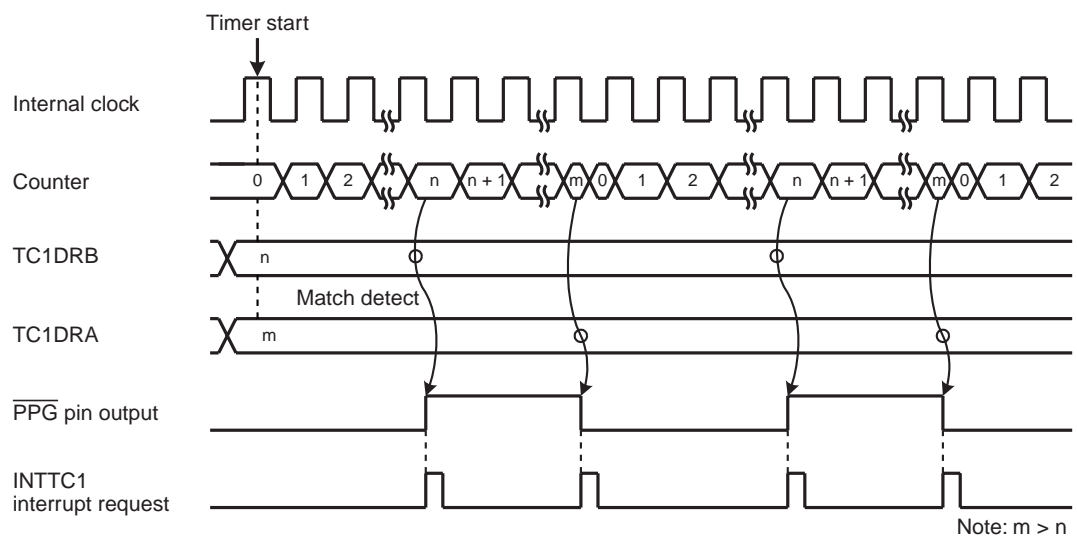 Timer start
Internal clock
Counter
0 1 2 n n + 1 m 0 1 2 n n + 1 m 0 1 2
TC1DRB
n
Match detect
TC1DRA
m
PPG pin output
INTTC1
interrupt request
Note: m > n